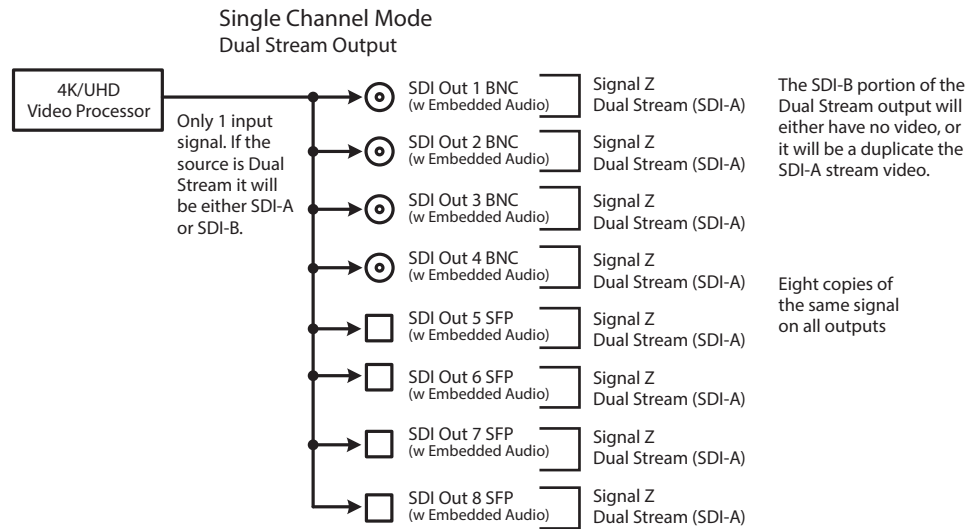 Single Channel Mode
Dual Stream Output
4K/UHD
Video Processor
Only 1 input
signal. If the
source is Dual
Stream it will
be either SDI-A
or SDI-B.
SDI Out 1 BNC
(w Embedded Audio)
Signal Z
Dual Stream (SDI-A)
SDI Out 2 BNC
(w Embedded Audio)
Signal Z
Dual Stream (SDI-A)
SDI Out 3 BNC
(w Embedded Audio)
Signal Z
Dual Stream (SDI-A)
SDI Out 4 BNC
(w Embedded Audio)
Signal Z
Dual Stream (SDI-A)
SDI Out 5 SFP
(w Embedded Audio)
Signal Z
Dual Stream (SDI-A)
SDI Out 6 SFP
(w Embedded Audio)
Signal Z
Dual Stream (SDI-A)
SDI Out 7 SFP
(w Embedded Audio)
Signal Z
Dual Stream (SDI-A)
SDI Out 8 SFP
(w Embedded Audio)
Signal Z
Dual Stream (SDI-A)
The SDI-B portion of the
Dual Stream output will
either have no video, or
it will be a duplicate the
SDI-A stream video.
Eight copies of
the same signal
on all outputs